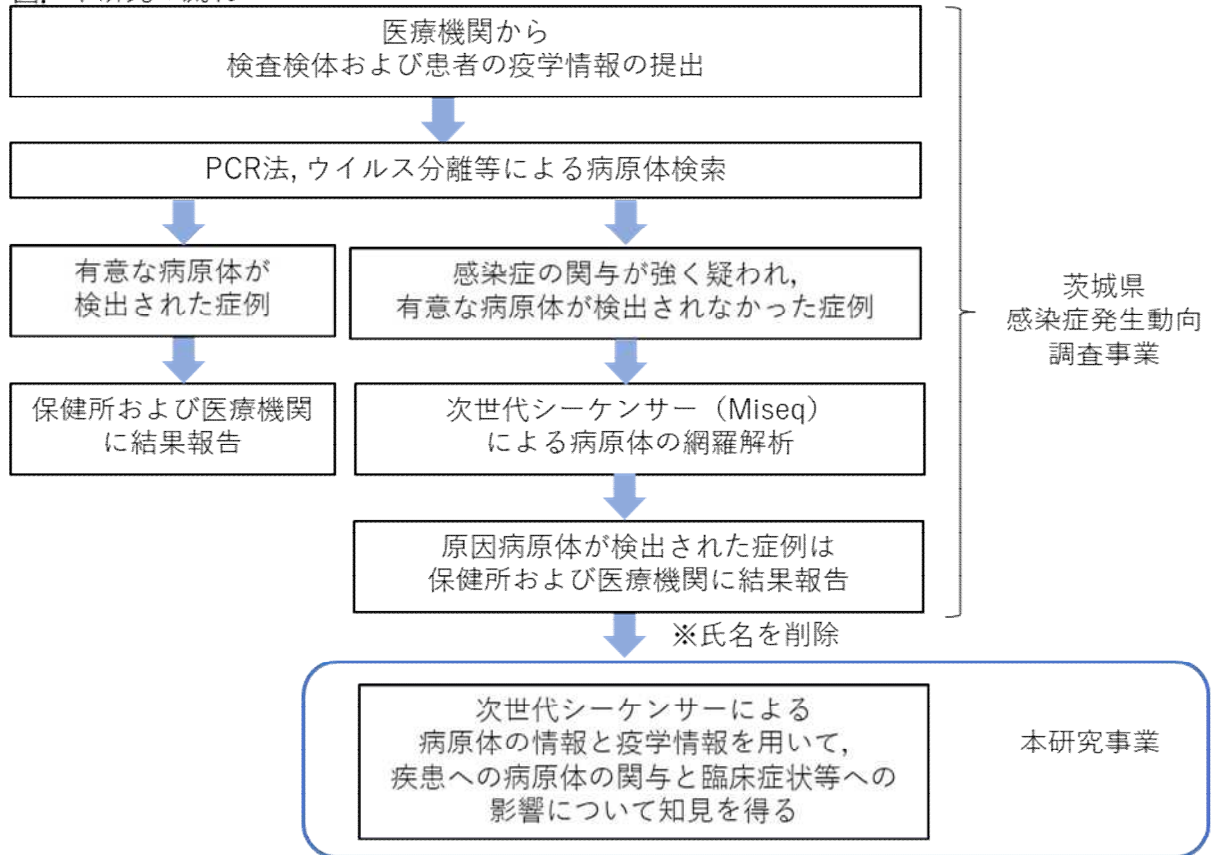 医療機関から
検査検体および患者の疫学情報の提出
PCR法, ウイルス分離等による病原体検索
有意な病原体が
検出された症例
感染症の関与が強く疑われ,
有意な病原体が検出されなかった症例
茨城県
感染症発生動向
調査事業
保健所および医療機関
に結果報告
次世代シーケンサー（Miseq）
による病原体の網羅解析
原因病原体が検出された症例は
保健所および医療機関に結果報告
※氏名を削除
次世代シーケンサーによる
病原体の情報と疫学情報を用いて,
疾患への病原体の関与と臨床症状等への
影響について知見を得る
本研究事業